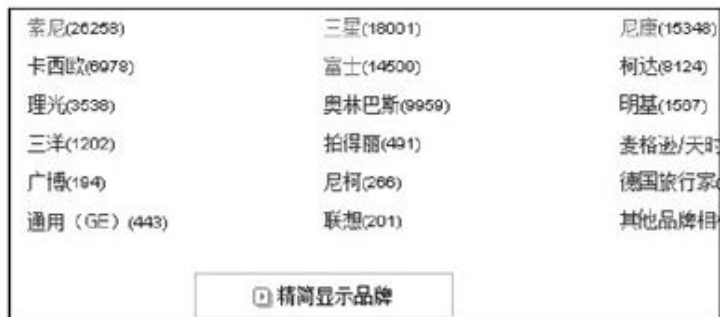 索尼(26258) 三星(18001) 尼康(15348)
卡西欧(6978) 富士(14500) 柯达(8124)
理光(3538) 奥林巴斯(9959) 明基(1587)
三洋(1202) 拍得丽(491) 麦格逊/天时
广博(194) 尼柯(266) 德国旅行家(
通用（GE）(443) 联想(201) 其他品牌相
精简显示品牌